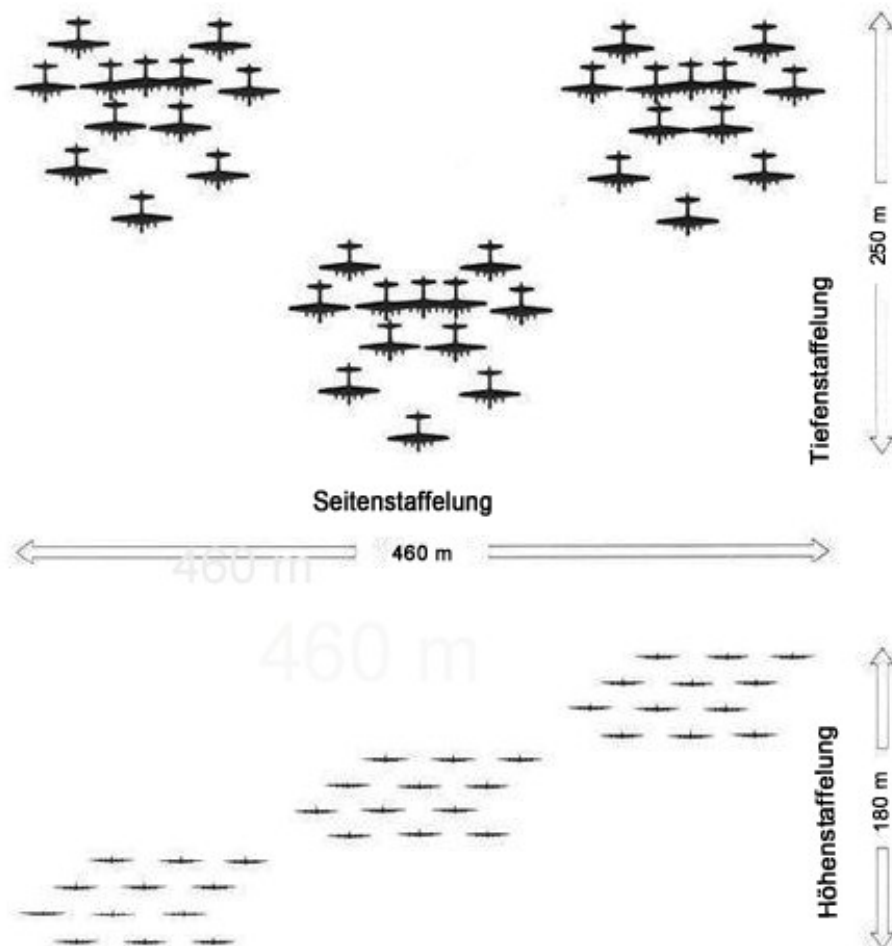 250 m
Tiefenstaffelung
Seitenstaffelung
460 m
460 m
460 m
Höhenstaffelung
180 m